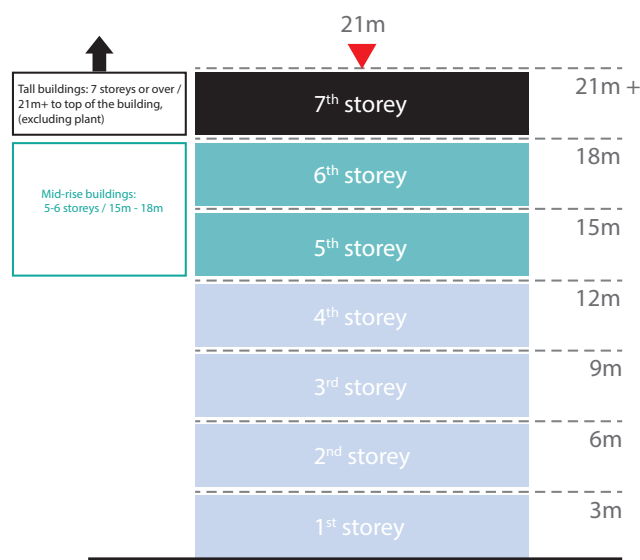 21m
Tall buildings: 7 storeys or over /
21m+ to top of the building,
(excluding plant)
7th storey
21m +
18m
Mid-rise buildings:
5-6 storeys / 15m - 18m
6th storey
15m
5th storey
12m
4th storey
9m
3rd storey
6m
2nd storey
3m
1st storey